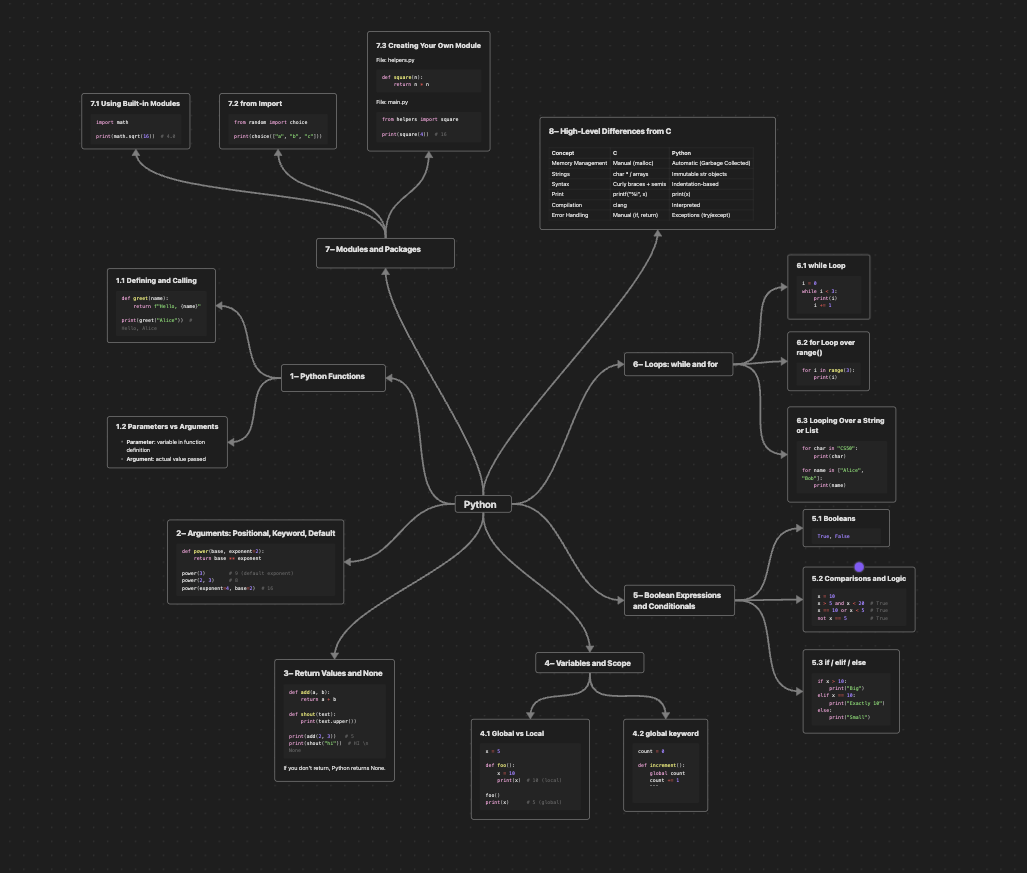 7.3 Creating Your Own Module
File: helpers.py
def square(n):
return n * n
File: main.py
from helpers import square
print(square(4)) # 16
7.1 Using Built-in Modules
import math
print(math.sqrt(16)) # 4.0
7.2 from Import
from random import choice
print(choice(["a", "b", "c"]))
8– High-Level Differences from C
Concept C Python
Memory Management Manual (malloc) Automatic (Garbage Collected)
Strings char * / arrays Immutable str objects
Syntax Curly braces + semis Indentation-based
Print printf("%i", x) print(x)
Compilation clang Interpreted
Error Handling Manual (if, return) Exceptions (try/except)
7– Modules and Packages
1.1 Defining and Calling
def greet(name):
return f"Hello, {name}"
print(greet("Alice")) #
Hello, Alice
1– Python Functions
1.2 Parameters vs Arguments
• Parameter: variable in function
definition
• Argument: actual value passed
6– Loops: while and for
6.1 while Loop
i = 0
while i < 3:
print(i)
i += 1
6.2 for Loop over
range()
for i in range(3):
print(i)
6.3 Looping Over a String
or List
for char in "CS50":
print(char)
for name in ["Alice",
"Bob"]:
print(name)
Python
2– Arguments: Positional, Keyword, Default
def power(base, exponent=2):
return base ** exponent
power(3) # 9 (default exponent)
power(2, 3) # 8
power(exponent=4, base=2) # 16
5– Boolean Expressions
and Conditionals
5.1 Booleans
True, False
5.2 Comparisons and Logic
x = 10
x > 5 and x < 20 # True
x == 10 or x < 5 # True
not x == 5 # True
5.3 if / elif / else
if x > 10:
print("Big")
elif x == 10:
print("Exactly 10")
else:
print("Small")
3– Return Values and None
def add(a, b):
return a + b
def shout(text):
print(text.upper())
print(add(2, 3)) # 5
print(shout("hi")) # HI \n
None
If you don't return, Python returns None.
4– Variables and Scope
4.1 Global vs Local
x = 5
def foo():
x = 10
print(x) # 10 (local)
foo()
print(x) # 5 (global)
4.2 global keyword
count = 0
def increment():
global count
count += 1
```